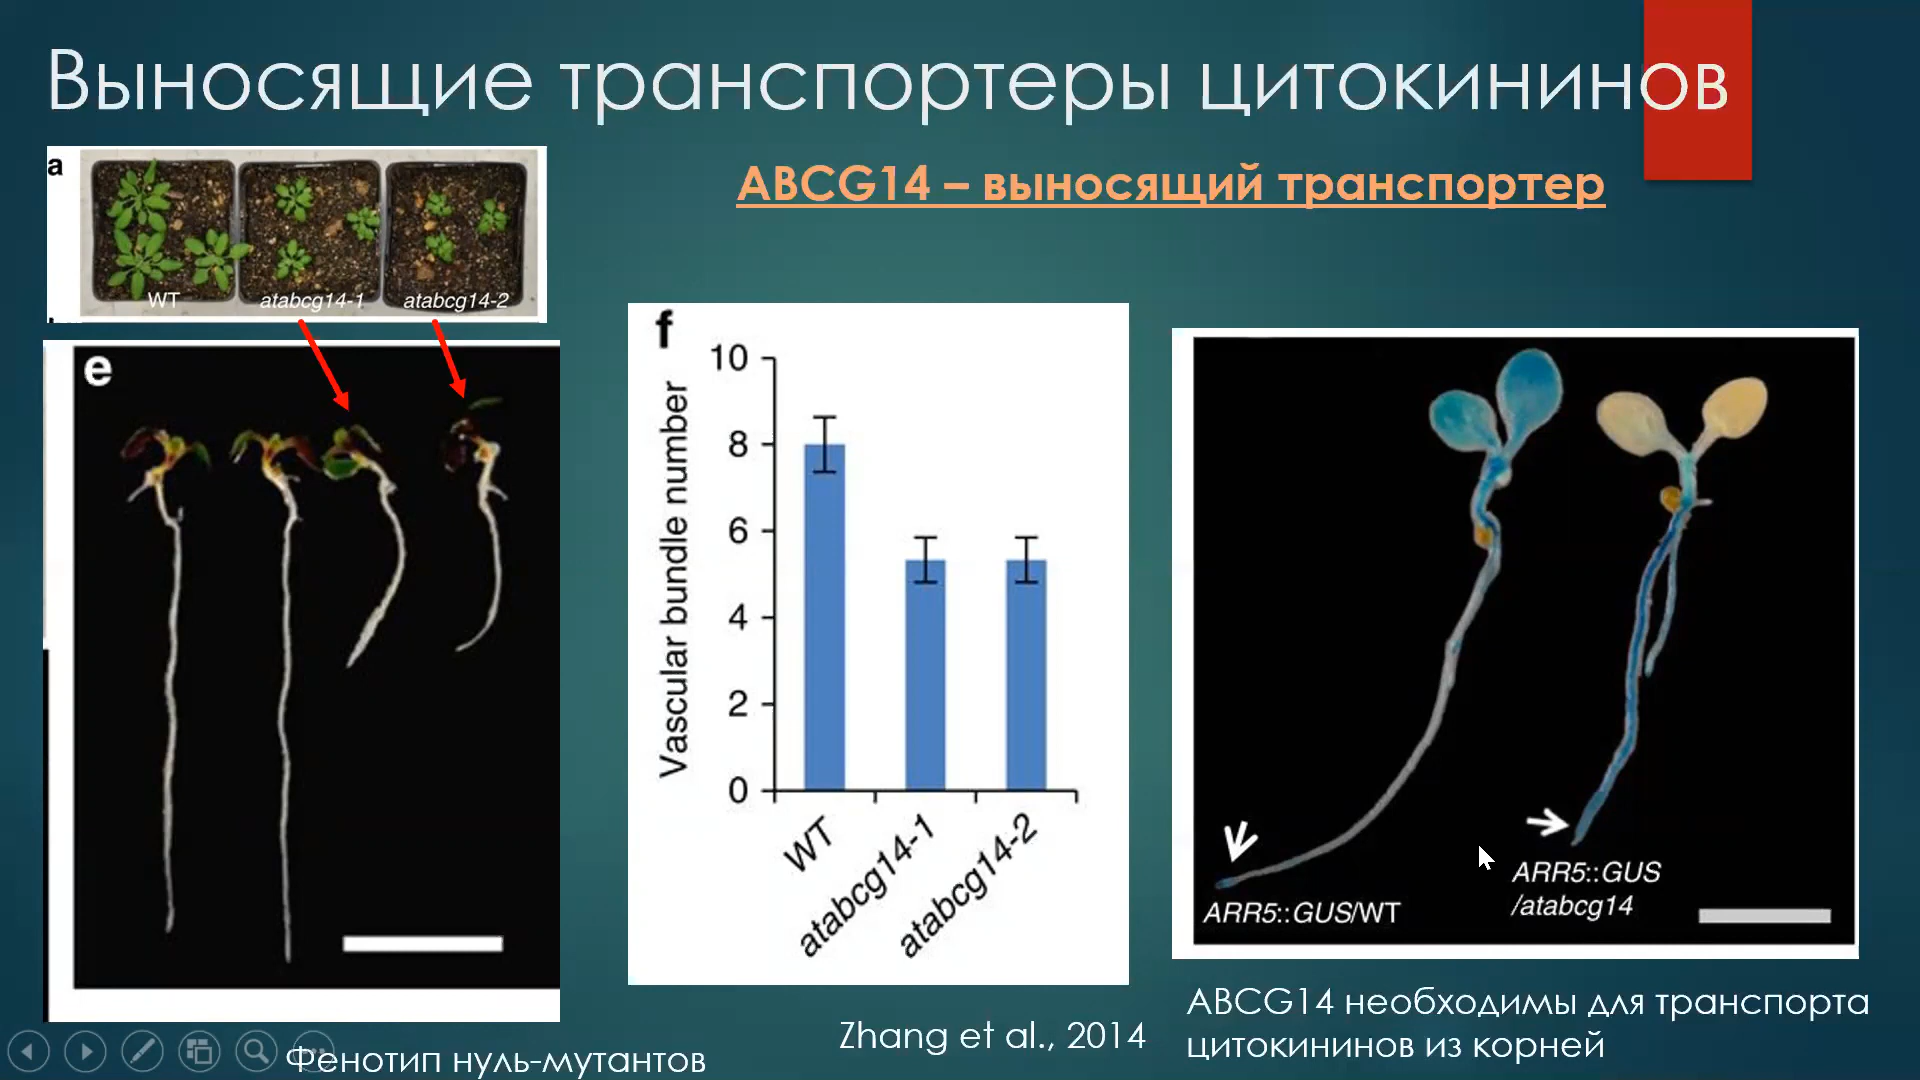 Выносящие транспортеры цитокининов
ABCG14 – выносящий транспортер
a
WT
atabcg14-1
atabcg14-2
e
f
Vascular bundle number
10
8
6
4
2
0
WT
atabcg14-1
atabcg14-2
ARR5::GUS/WT
ARR5::GUS
/atabcg14
Фенотип нуль-мутантов
Zhang et al., 2014
ABCG14 необходимы для транспорта
цитокининов из корней